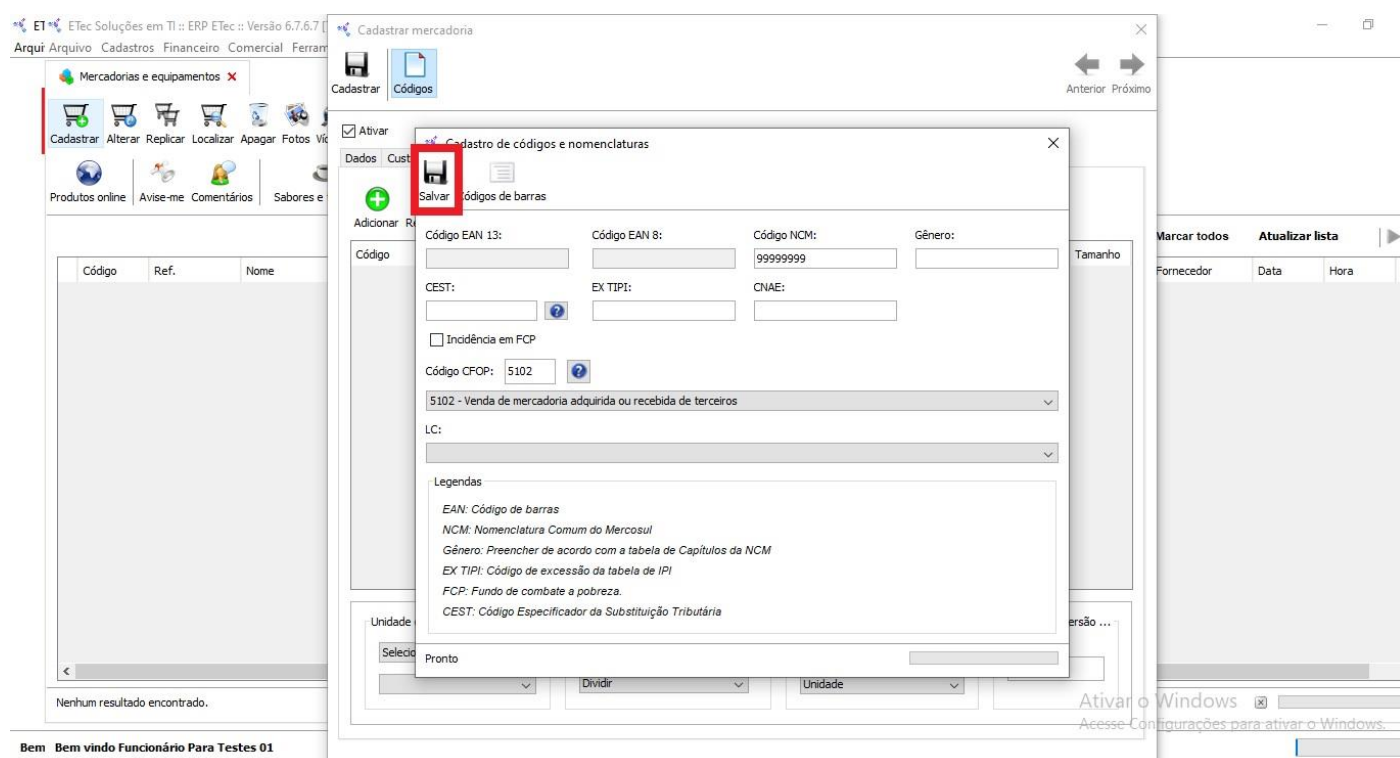 ET ETec Soluções em TI :: ERP ETec :: Versão 6.7.6.7 [
Arqui Arquivo Cadastros Financeiro Comercial Ferram
Mercadorias e equipamentos
Cadastrar Alterar Replicar Localizar Apagar Fotos
Produtos online Avise-me Comentários Sabores e
Código Ref. Nome
Nenhum resultado encontrado.
Bem Bem vindo Funcionário Para Testes 01
Cadastrar mercadoria
Cadastrar Códigos
Anterior Próximo
Ativar
Dados Cust
Adicionar
Código
Tamanho
Unidade
ersão ...
Selecio
Dividir
Unidade
Cadastro de códigos e nomenclaturas
Salvar Códigos de barras
Código EAN 13: Código EAN 8: Código NCM: Gênero:
99999999
CEST: EX TIPI: CNAE:
Incidência em FCP
Código CFOP: 5102
5102 - Venda de mercadoria adquirida ou recebida de terceiros
LC:
Legendas
EAN: Código de barras
NCM: Nomenclatura Comum do Mercosul
Gênero: Preencher de acordo com a tabela de Capítulos da NCM
EX TIPI: Código de excessão da tabela de IPI
FCP: Fundo de combate a pobreza.
CEST: Código Especificador da Substituição Tributária
Pronto
Marcar todos Atualizar lista
Fornecedor Data Hora
Ativar o Windows
Acesse Configurações para ativar o Windows.